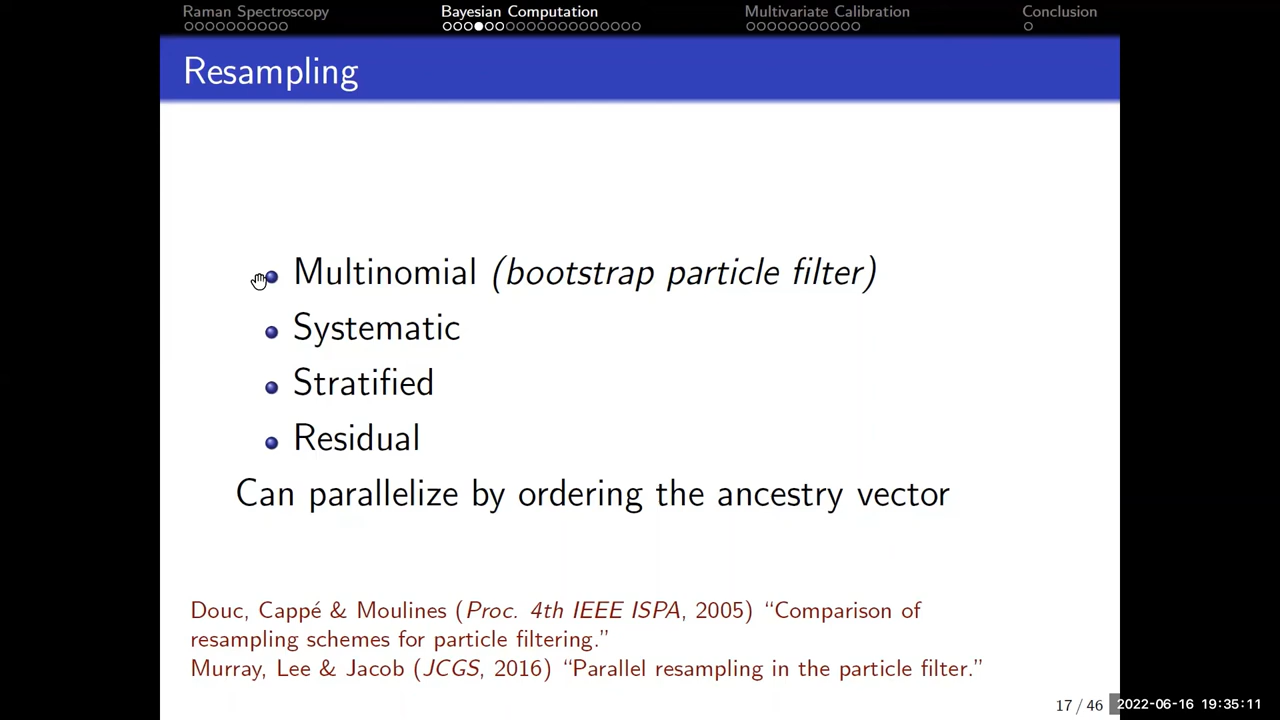 Raman Spectroscopy Bayesian Computation Multivariate Calibration Conclusion
Resampling
Multinomial (bootstrap particle filter)
Systematic
Stratified
Residual
Can parallelize by ordering the ancestry vector
Douc, Cappé & Moulines (Proc. 4th IEEE ISPA, 2005) “Comparison of
resampling schemes for particle filtering.”
Murray, Lee & Jacob (JCGS, 2016) “Parallel resampling in the particle filter.”
17 / 46 2022-06-16 19:35:11